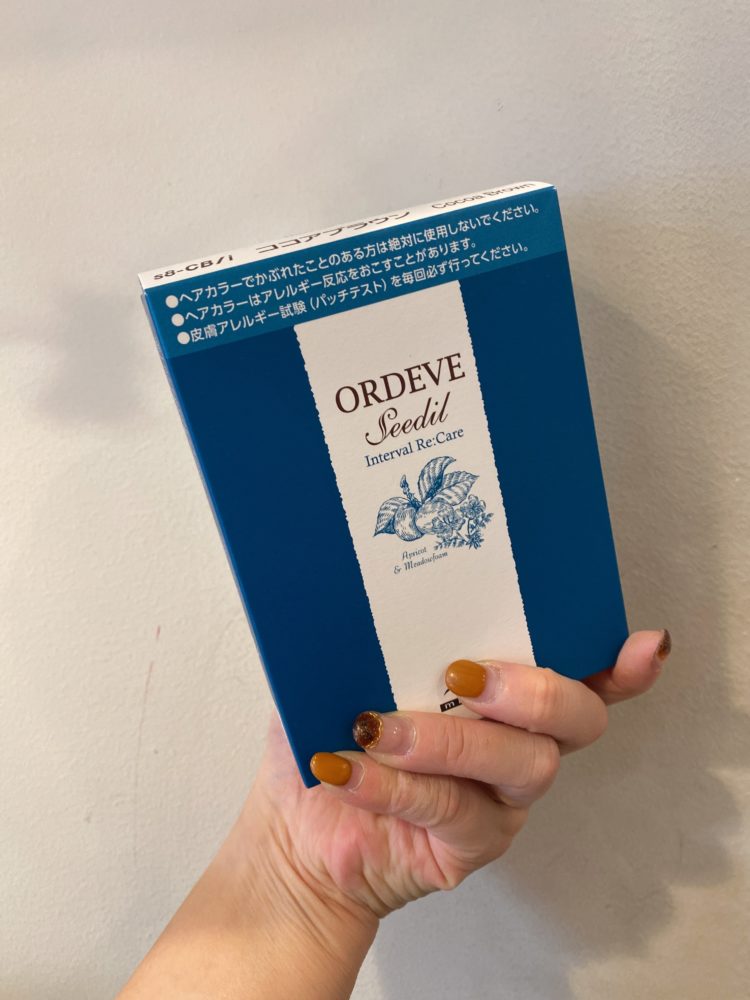 s8-CB/i ココアブラウン Cocoa Brown
●ヘアカラーでかぶれたことのある方は絶対に使用しないでください。
●ヘアカラーはアレルギー反応をおこすことがあります。
●皮膚アレルギー試験（パッチテスト）を毎回必ず行ってください。
ORDEVE
Seedil
Interval Re:Care
Apricot
& Meadowfoam